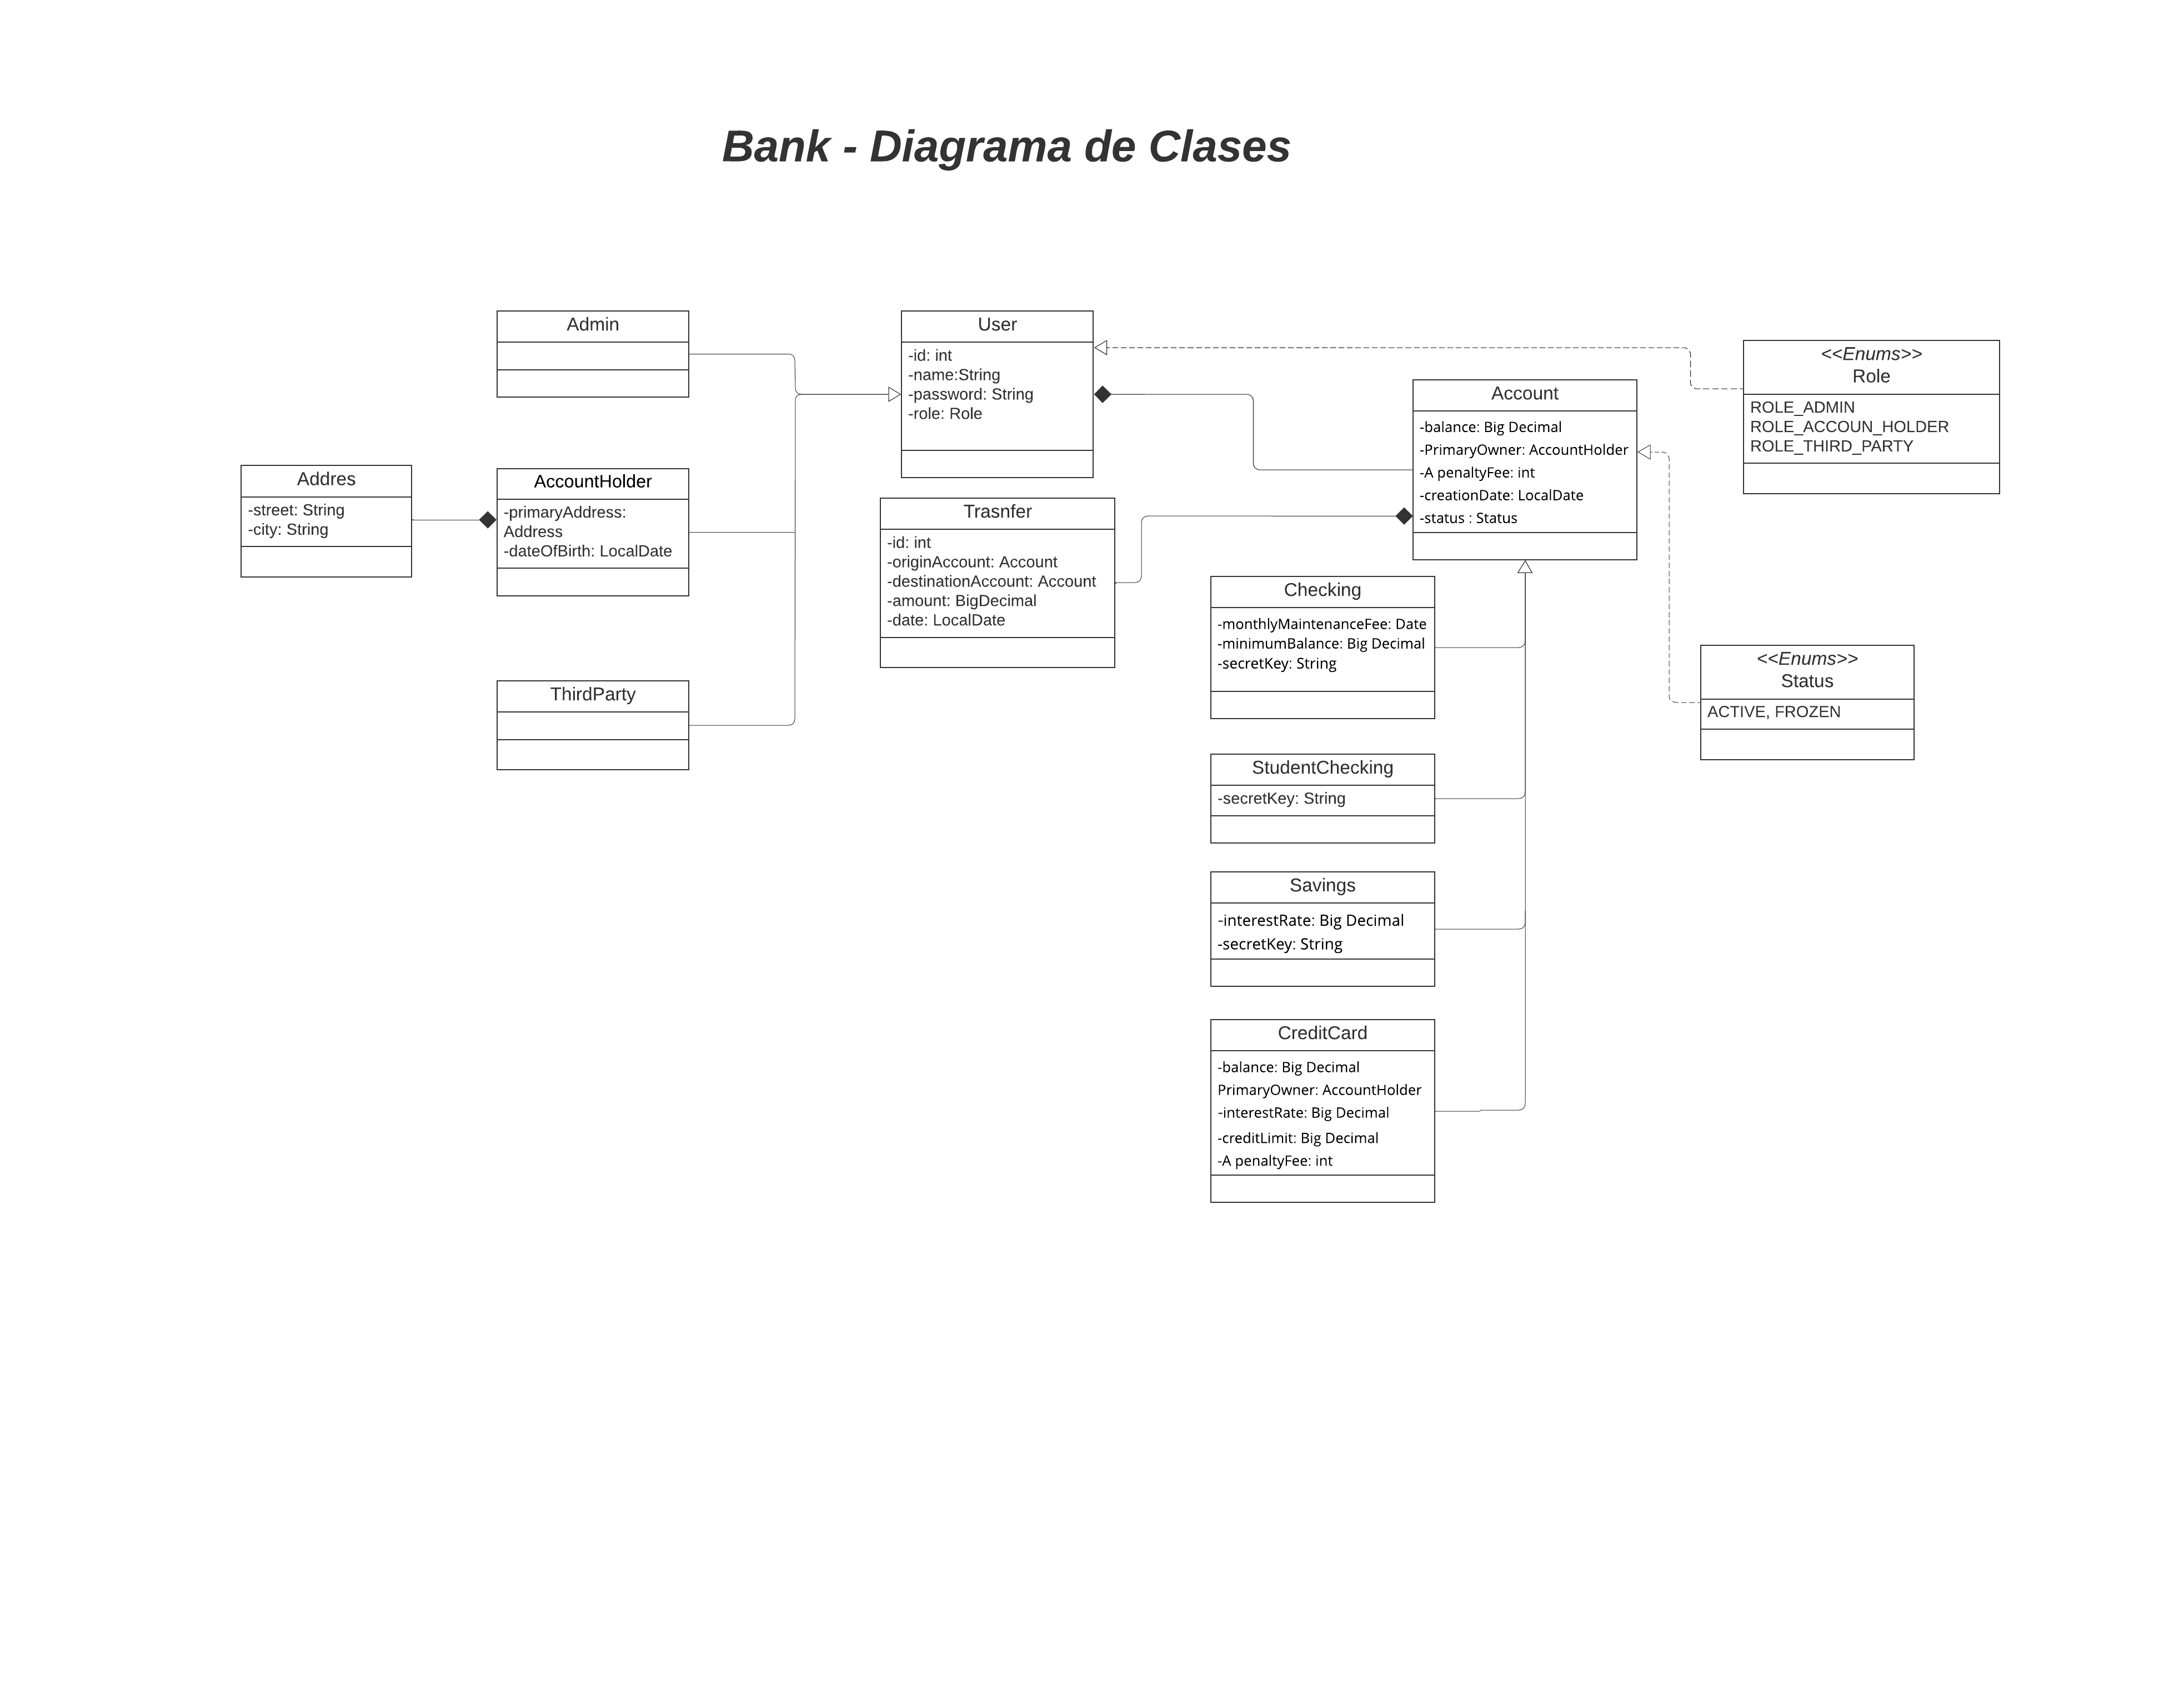 Bank - Diagrama de Clases
Admin
User
-id: int
-name:String
-password: String
-role: Role
<<Enums>>
Role
ROLE_ADMIN
ROLE_ACCOUN_HOLDER
ROLE_THIRD_PARTY
Account
-balance: Big Decimal
-PrimaryOwner: AccountHolder
-A penaltyFee: int
-creationDate: LocalDate
-status : Status
Addres
-street: String
-city: String
AccountHolder
-primaryAddress:
Address
-dateOfBirth: LocalDate
Trasnfer
-id: int
-originAccount: Account
-destinationAccount: Account
-amount: BigDecimal
-date: LocalDate
Checking
-monthlyMaintenanceFee: Date
-minimumBalance: Big Decimal
-secretKey: String
<<Enums>>
Status
ACTIVE, FROZEN
ThirdParty
StudentChecking
-secretKey: String
Savings
-interestRate: Big Decimal
-secretKey: String
CreditCard
-balance: Big Decimal
PrimaryOwner: AccountHolder
-interestRate: Big Decimal
-creditLimit: Big Decimal
-A penaltyFee: int